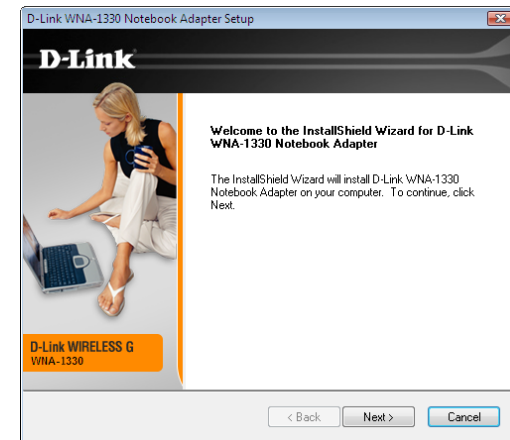 D-Link WNA-1330 Notebook Adapter Setup
D-Link
Welcome to the InstallShield Wizard for D-Link
WNA-1330 Notebook Adapter
The InstallShield Wizard will install D-Link WNA-1330
Notebook Adapter on your computer. To continue, click
Next.
D-Link WIRELESS G
WNA-1330
< Back
Next >
Cancel